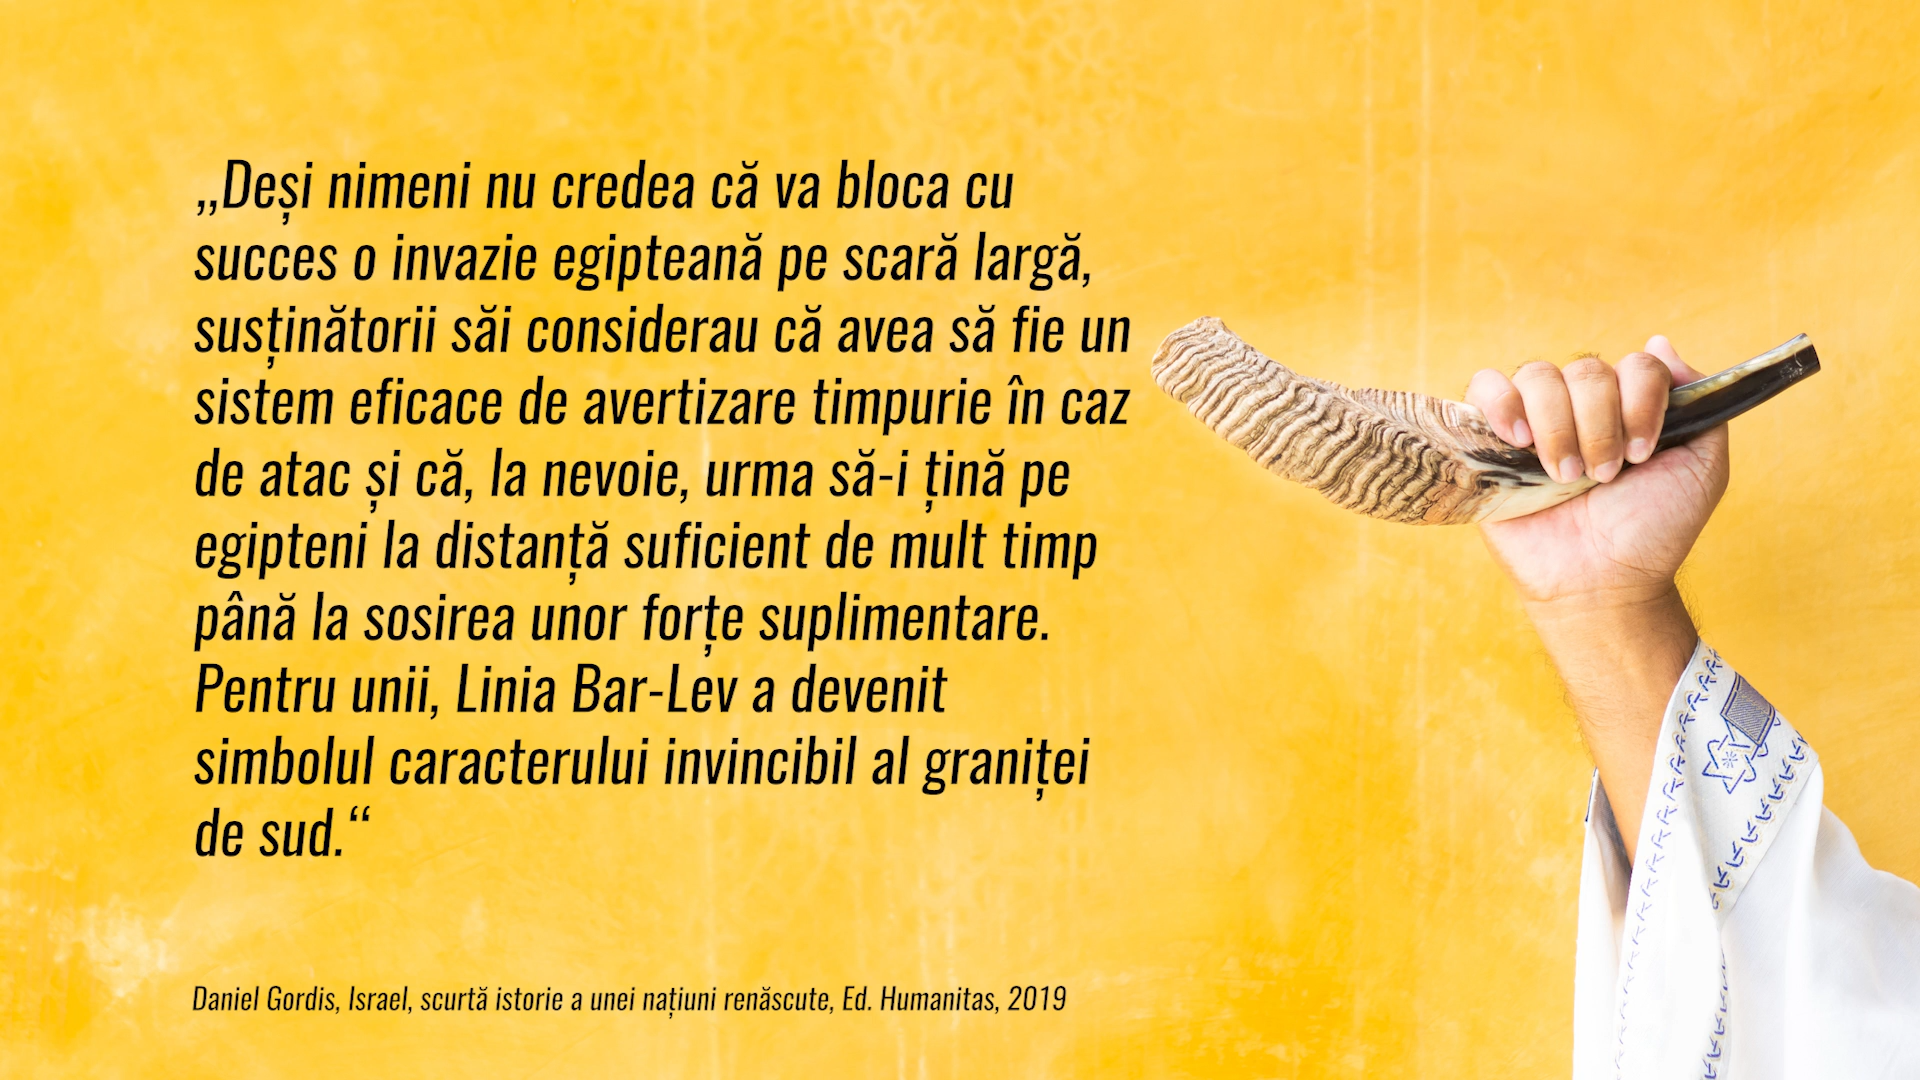 „Deși nimeni nu credea că va bloca cu
succes o invazie egipteană pe scară largă,
susținătorii săi considerau că avea să fie un
sistem eficace de avertizare timpurie în caz
de atac și că, la nevoie, urma să-i țină pe
egipteni la distanță suficient de mult timp
până la sosirea unor forțe suplimentare.
Pentru unii, Linia Bar-Lev a devenit
simbolul caracterului invincibil al graniței
de sud.“
Daniel Gordis, Israel, scurtă istorie a unei națiuni renăscute, Ed. Humanitas, 2019